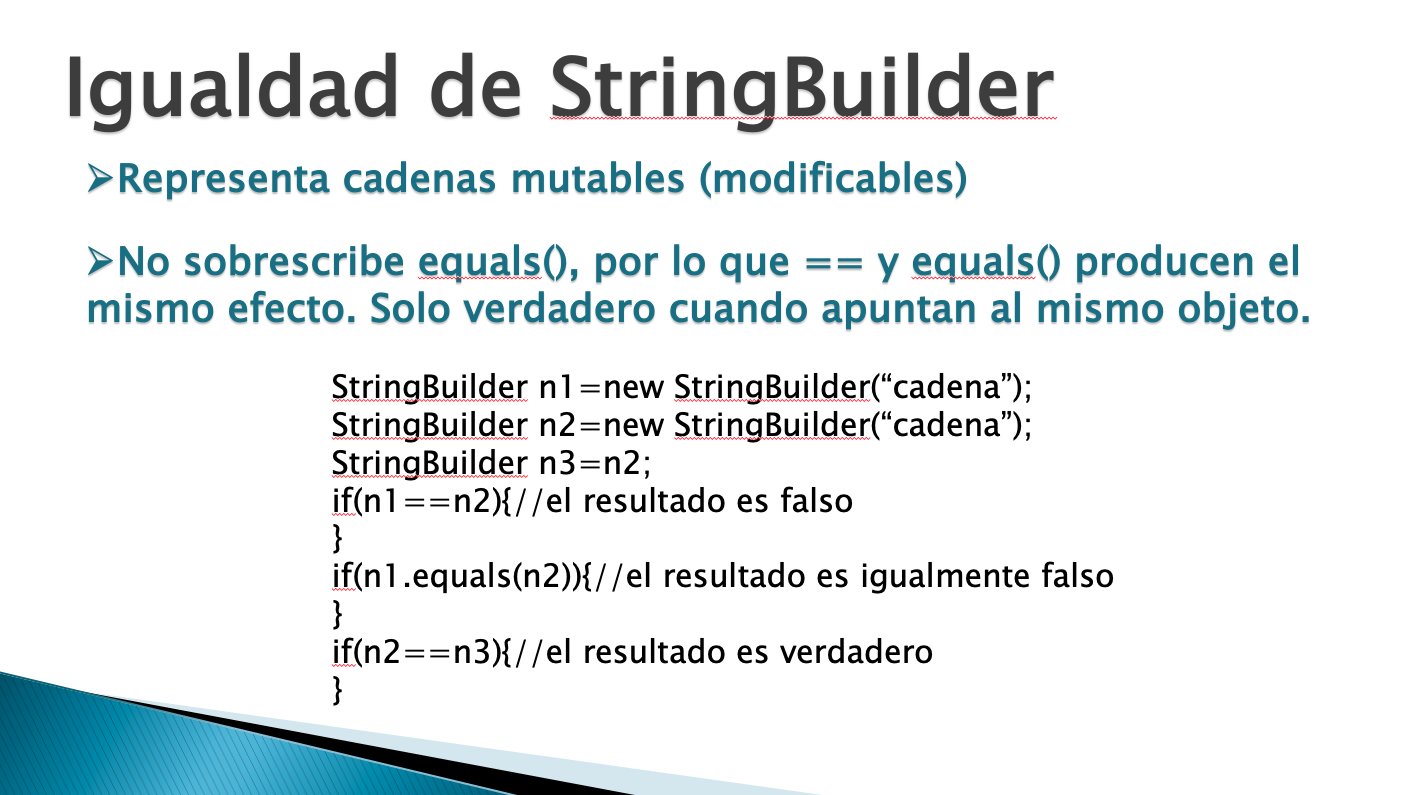 Igualdad de StringBuilder
➢Representa cadenas mutables (modificables)
➢No sobrescribe equals(), por lo que == y equals() producen el
mismo efecto. Solo verdadero cuando apuntan al mismo objeto.
StringBuilder n1=new StringBuilder(“cadena”);
StringBuilder n2=new StringBuilder(“cadena”);
StringBuilder n3=n2;
if(n1==n2){//el resultado es falso
}
if(n1.equals(n2)){//el resultado es igualmente falso
}
if(n2==n3){//el resultado es verdadero
}